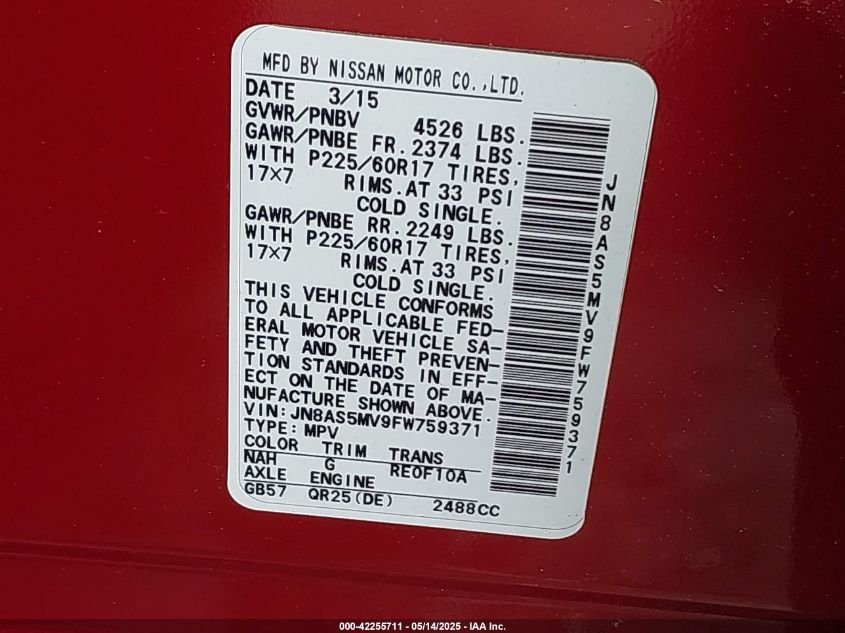 MFD BY NISSAN MOTOR CO.,LTD.
DATE 3/15
GVWR/PNBV 4526 LBS.
GAWR/PNBE FR. 2374 LBS.
WITH P225/60R17 TIRES,
17×7 RIMS.AT 33 PSI
COLD SINGLE.
GAWR/PNBE RR. 2249 LBS.
WITH P225/60R17 TIRES,
17×7 RIMS.AT 33 PSI
COLD SINGLE.
THIS VEHICLE CONFORMS
TO ALL APPLICABLE FED-
ERAL MOTOR VEHICLE SA-
FETY AND THEFT PREVEN-
TION STANDARDS IN EFF-
ECT ON THE DATE OF MA-
NUFACTURE SHOWN ABOVE.
VIN:JN8AS5MV9FW759371
TYPE:MPV
COLOR TRIM TRANS
NAH G RE0F10A
AXLE ENGINE
GB57 QR25(DE) 2488CC
JN8AS5MV9FW759371
000-42255711 - 05/14/2025 - IAA Inc.